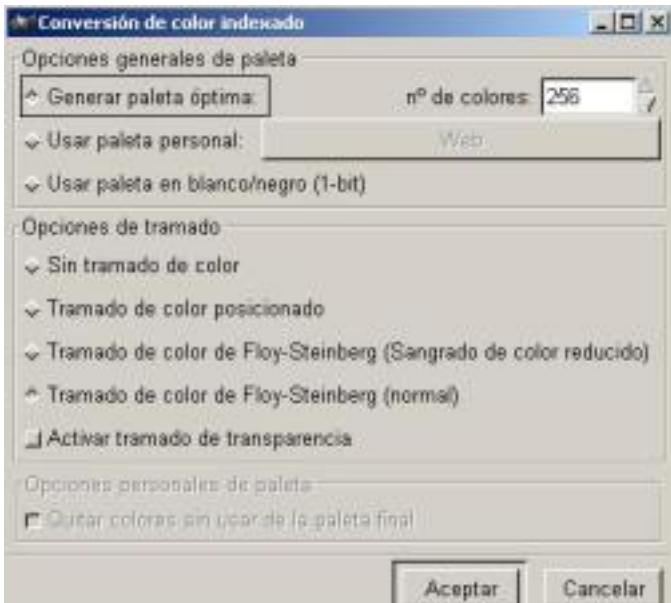 Conversión de color indexado
Opciones generales de paleta
Generar paleta óptima: nº de colores: 256
Usar paleta personal: Web
Usar paleta en blanco/negro (1-bit)
Opciones de tramado
Sin tramado de color
Tramado de color posicionado
Tramado de color de Floy-Steinberg (Sangrado de color reducido)
Tramado de color de Floy-Steinberg (normal)
Activar tramado de transparencia
Opciones personales de paleta
Quitar colores sin usar de la paleta final
Aceptar Cancelar